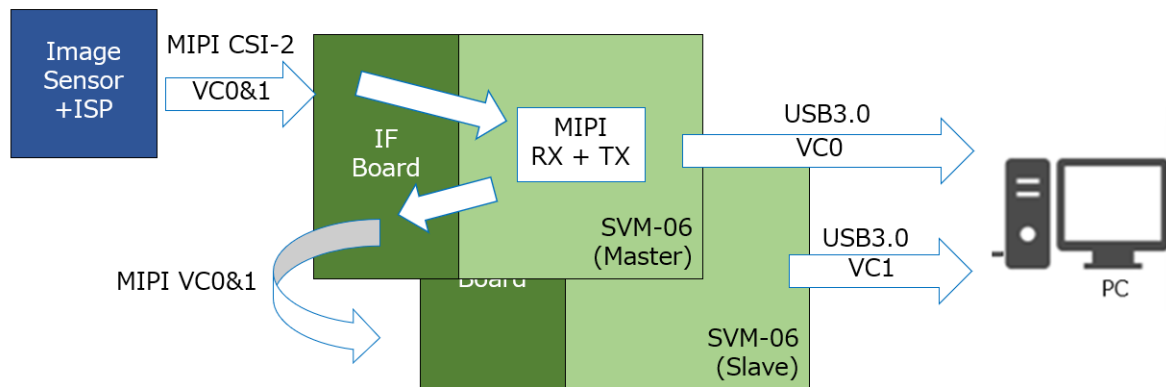 Image
Sensor
+ISP
MIPI CSI-2
VC0&1
IF
Board
MIPI
RX + TX
SVM-06
(Master)
USB3.0
VC0
MIPI VC0&1
Board
SVM-06
(Slave)
USB3.0
VC1
PC